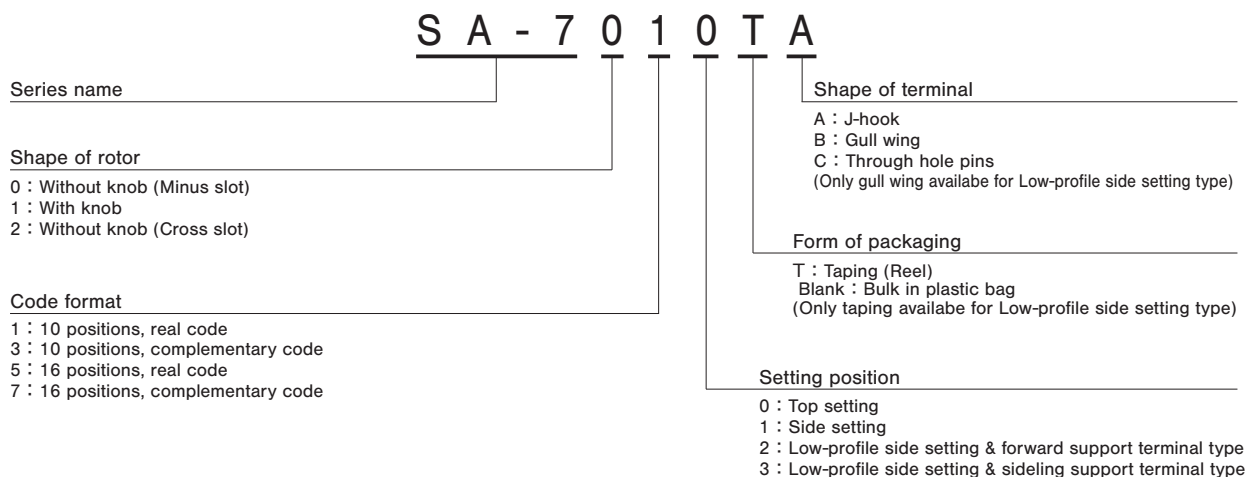 SA-7010TA
Series name
Shape of rotor
0：Without knob (Minus slot)
1：With knob
2：Without knob (Cross slot)
Code format
1：10 positions, real code
3：10 positions, complementary code
5：16 positions, real code
7：16 positions, complementary code
Shape of terminal
A：J-hook
B：Gull wing
C：Through hole pins
(Only gull wing availabe for Low-profile side setting type)
Form of packaging
T：Taping (Reel)
Blank：Bulk in plastic bag
(Only taping availabe for Low-profile side setting type)
Setting position
0：Top setting
1：Side setting
2：Low-profile side setting & forward support terminal type
3：Low-profile side setting & sideling support terminal type